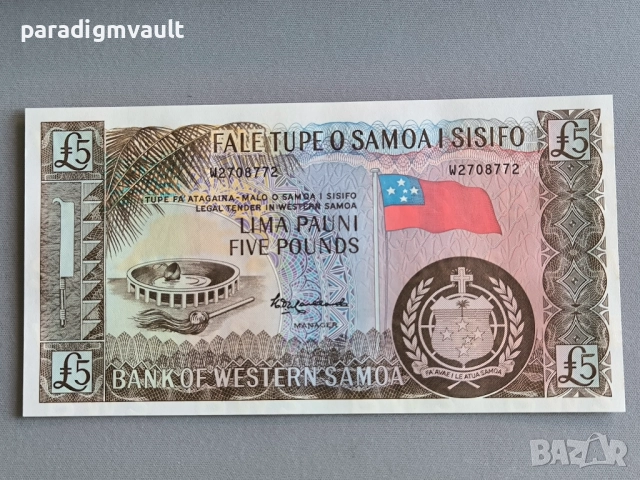 paradigmvault
£5
£5
FALE TUPE O SAMOA I SISIFO
W2708772
W2708772
TUPE FA'ATAGAINA-MALO O SAMOA I SISIFO
LEGAL TENDER IN WESTERN SAMOA
LIMA PAUNI
FIVE POUNDS
MANAGER
FA'AVAE I LE ATUA SAMOA
£5
£5
BANK OF WESTERN SAMOA
BAZAR